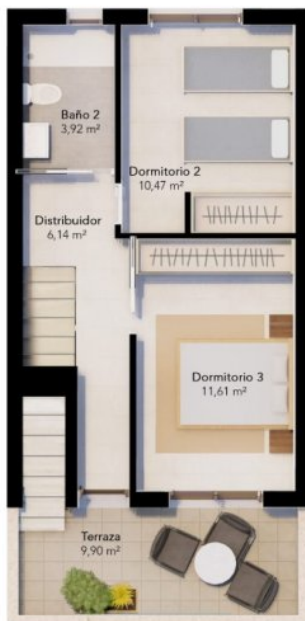 Baño 2
3,92 m²
Dormitorio 2
10,47 m²
Distribuidor
6,14 m²
Dormitorio 3
11,61 m²
Terraza
9,90 m²